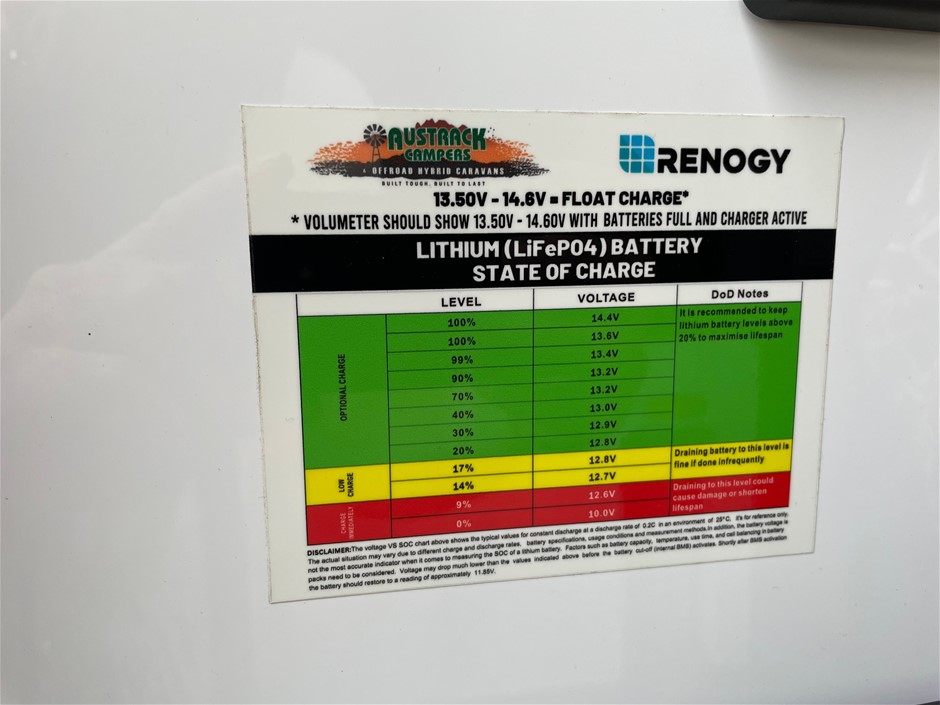 AUSTRACK
CAMPERS
OFFROAD HYBRID CARAVANS
BUILT TOUGH, BUILT TO LAST
RENOGY
13.50V - 14.6V = FLOAT CHARGE*
* VOLUMETER SHOULD SHOW 13.50V - 14.60V WITH BATTERIES FULL AND CHARGER ACTIVE
LITHIUM (LiFePO4) BATTERY
STATE OF CHARGE
LEVEL VOLTAGE DoD Notes
OPTIONAL CHARGE
100% 14.4V
100% 13.6V
99% 13.4V
90% 13.2V
70% 13.2V
40% 13.0V
30% 12.9V
20% 12.8V
It is recommended to keep
lithium battery levels above
20% to maximise lifespan
LOW
CHARGE
17% 12.8V
14% 12.7V
Draining battery to this level is
fine if done infrequently
CHARGE
IMMEDIATELY
9% 12.6V
0% 10.0V
Draining to this level could
cause damage or shorten
lifespan
DISCLAIMER:The voltage VS SOC chart above shows the typical values for constant discharge at a discharge rate of 0.2C in an environment of 25°C, it's for reference only.
The actual situation may vary due to different charge and discharge rates, battery specifications, usage conditions and measurement methods.In addition, the battery voltage is
not the most accurate indicator when it comes to measuring the SOC of a lithium battery. Factors such as battery capacity, temperature, use time, and cell balancing in battery
packs need to be considered. Voltage may drop much lower than the values indicated above before the battery cut-off (internal BMS) activates. Shortly after BMS activation
the battery should restore to a reading of approximately 11.85V.